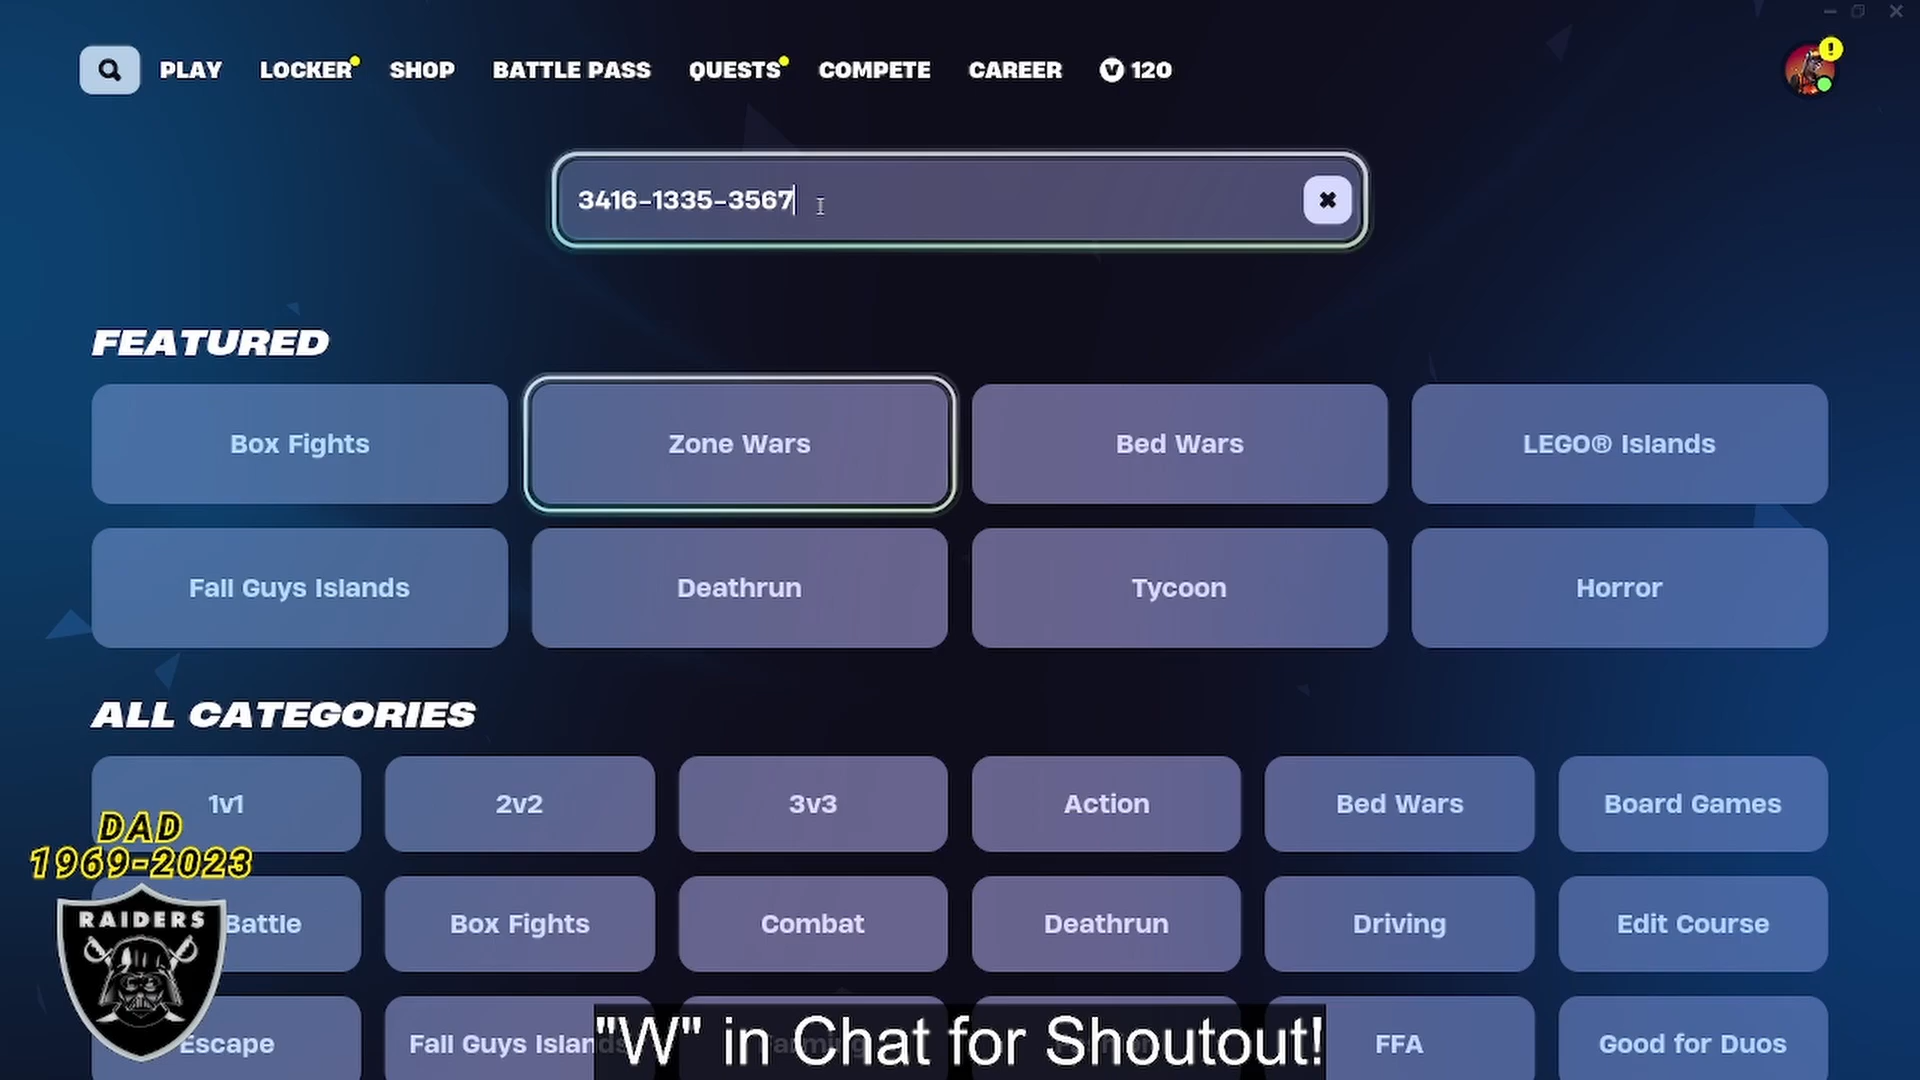 PLAY LOCKER SHOP BATTLE PASS QUESTS COMPETE CAREER V 120
!
3416-1335-3567
FEATURED
Box Fights Zone Wars Bed Wars LEGO® Islands
Fall Guys Islands Deathrun Tycoon Horror
ALL CATEGORIES
1v1 2v2 3v3 Action Bed Wars Board Games
DAD
1969-2023
RAIDERS
Battle Box Fights Combat Deathrun Driving Edit Course
Escape Fall Guys Islands FFA Good for Duos
"W" in Chat for Shoutout!